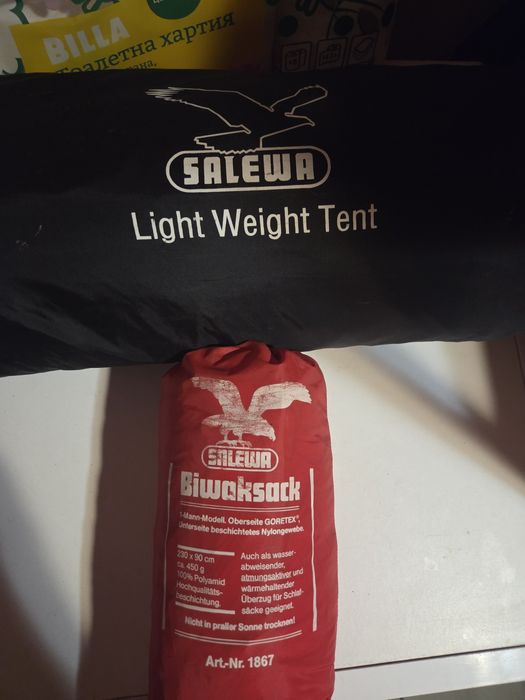 BILLA
Тоалетна хартия
SALEWA
Light Weight Tent
SALEWA
Biwaksack
1-Mann-Modell. Oberseite GORETEX®,
Unterseite beschichtetes Nylongewebe.
230 x 90 cm
ca. 450 g
100% Polyamid
Hochqualitäts-
beschichtung.
Auch als wasser-
abweisender,
atmungsaktiver und
wärmehaltender
Überzug für Schlaf-
säcke geeignet.
Nicht in praller Sonne trocknen!
Art.-Nr. 1867